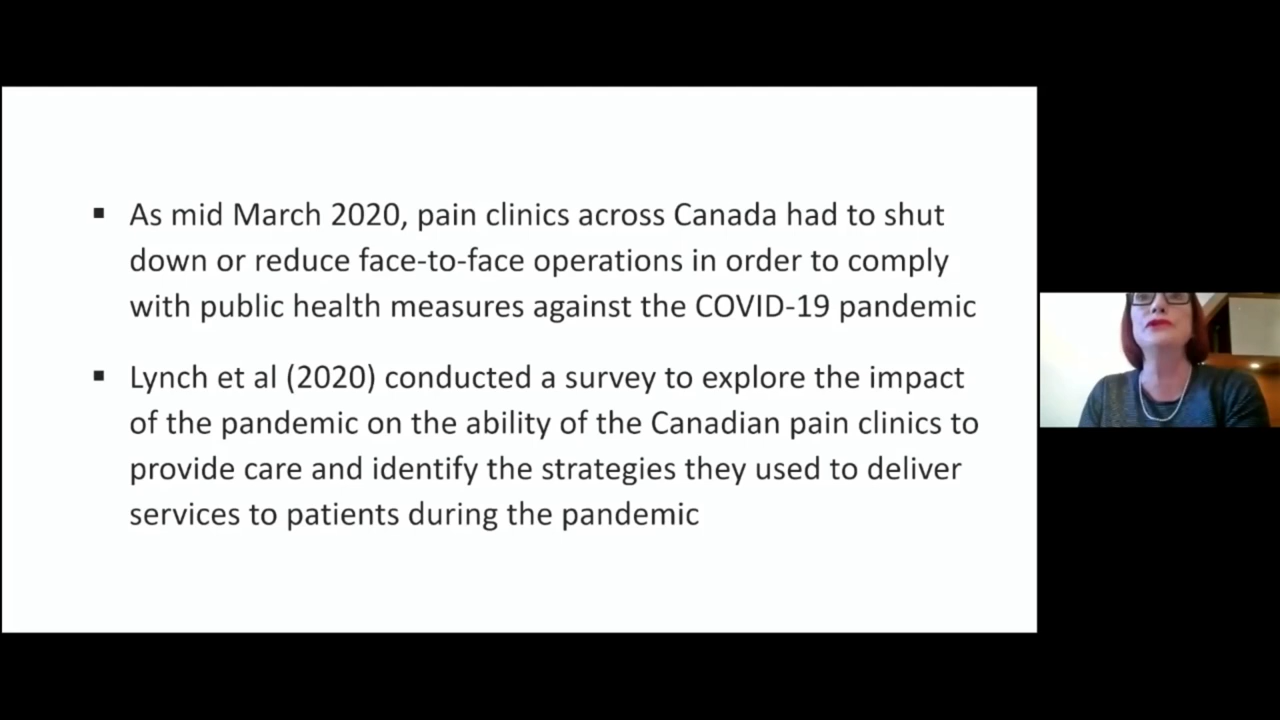 ▪ As mid March 2020, pain clinics across Canada had to shut
down or reduce face-to-face operations in order to comply
with public health measures against the COVID-19 pandemic
▪ Lynch et al (2020) conducted a survey to explore the impact
of the pandemic on the ability of the Canadian pain clinics to
provide care and identify the strategies they used to deliver
services to patients during the pandemic